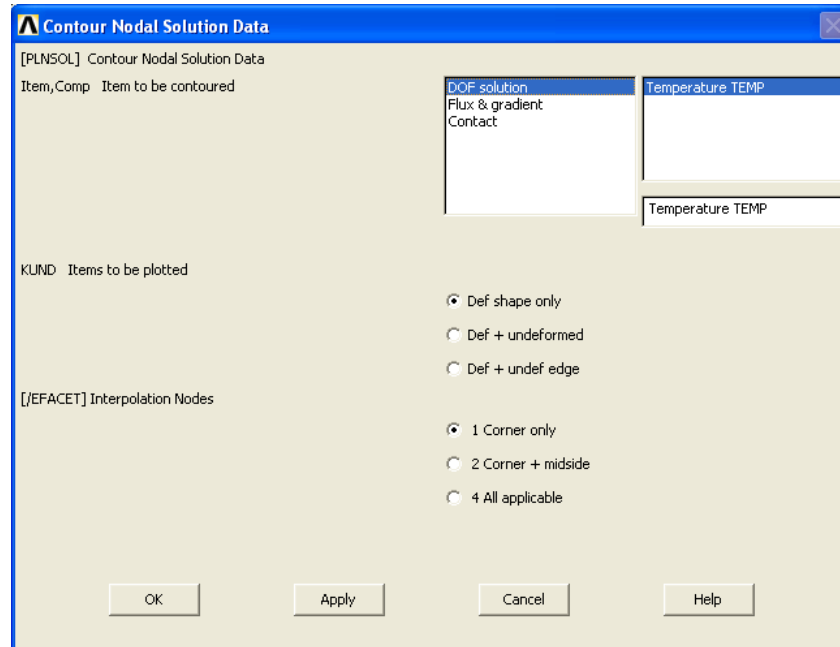 Contour Nodal Solution Data
[PLNSOL] Contour Nodal Solution Data
Item,Comp Item to be contoured
DOF solution
Flux & gradient
Contact
Temperature TEMP
Temperature TEMP
KUND Items to be plotted
Def shape only
Def + undeformed
Def + undef edge
[/EFACET] Interpolation Nodes
1 Corner only
2 Corner + midside
4 All applicable
OK Apply Cancel Help